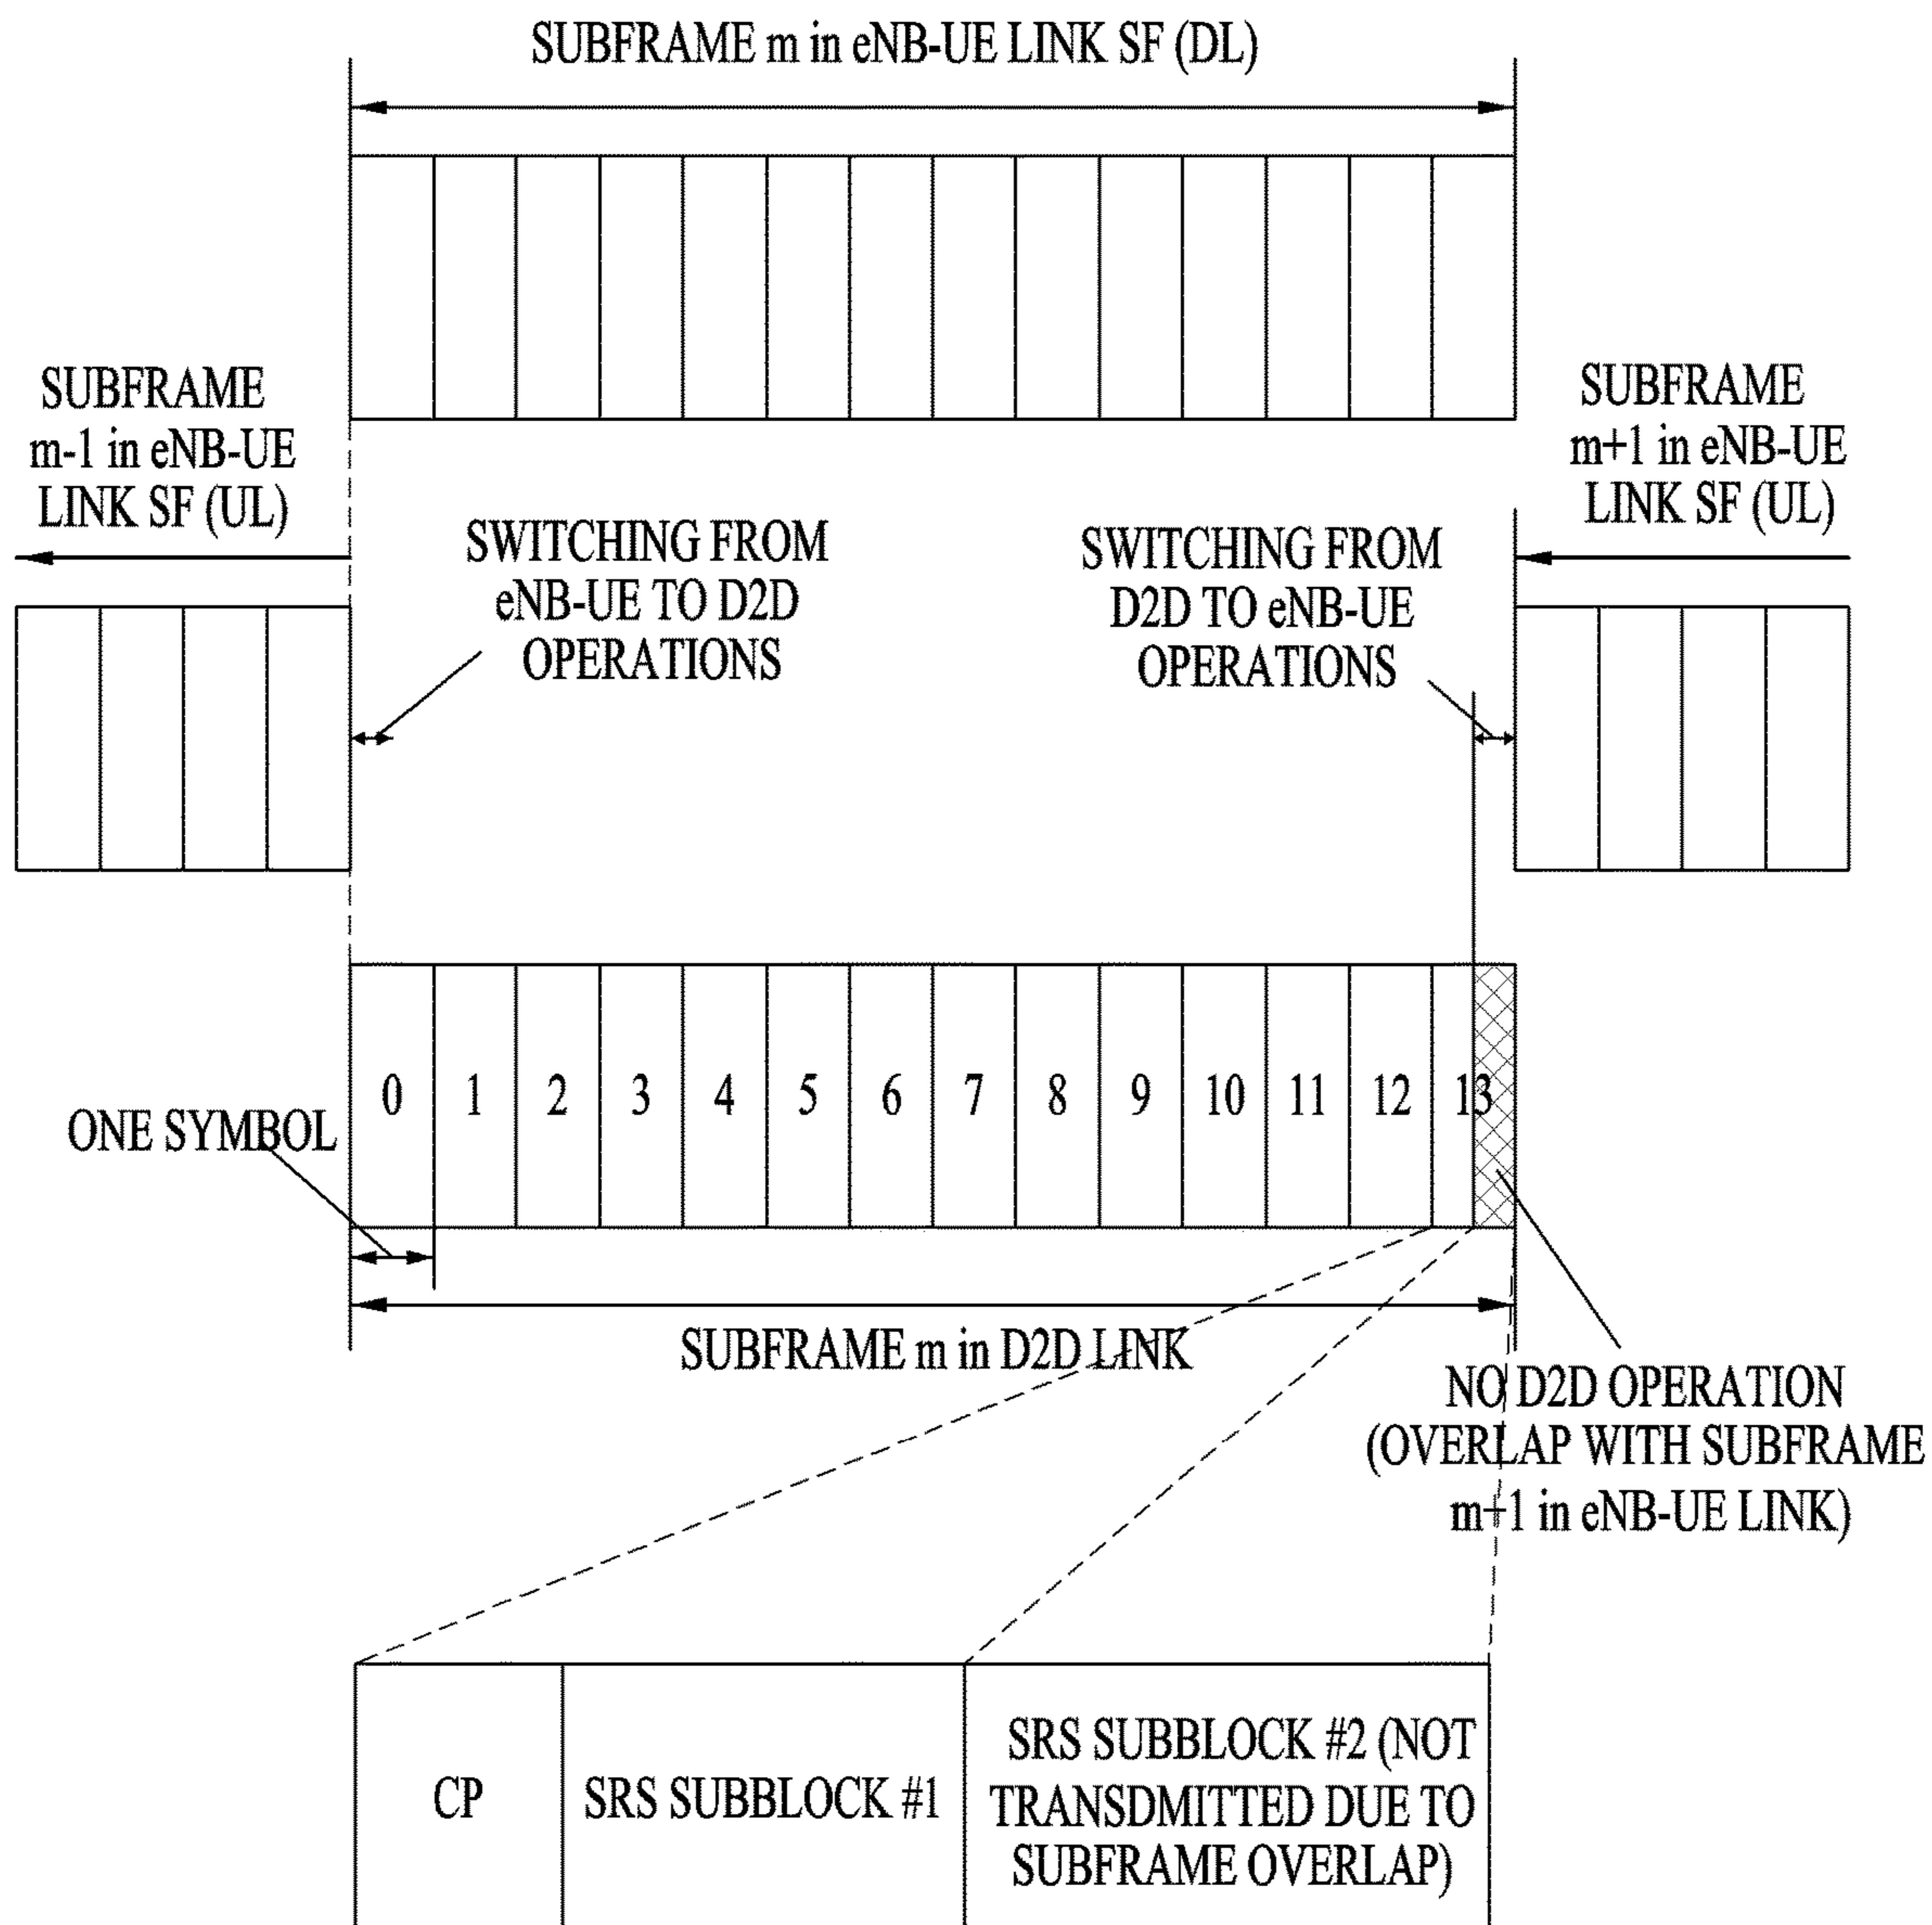 SUBFRAME m in eNB-UE LINK SF (DL)
SUBFRAME
m-1 in eNB-UE
LINK SF (UL)
SUBFRAME
m+1 in eNB-UE
LINK SF (UL)
SWITCHING FROM
eNB-UE TO D2D
OPERATIONS
SWITCHING FROM
D2D TO eNB-UE
OPERATIONS
0 1 2 3 4 5 6 7 8 9 10 11 12 13
ONE SYMBOL
SUBFRAME m in D2D LINK
NO D2D OPERATION
(OVERLAP WITH SUBFRAME
m+1 in eNB-UE LINK)
CP
SRS SUBBLOCK #1
SRS SUBBLOCK #2 (NOT
TRANSDMITTED DUE TO
SUBFRAME OVERLAP)